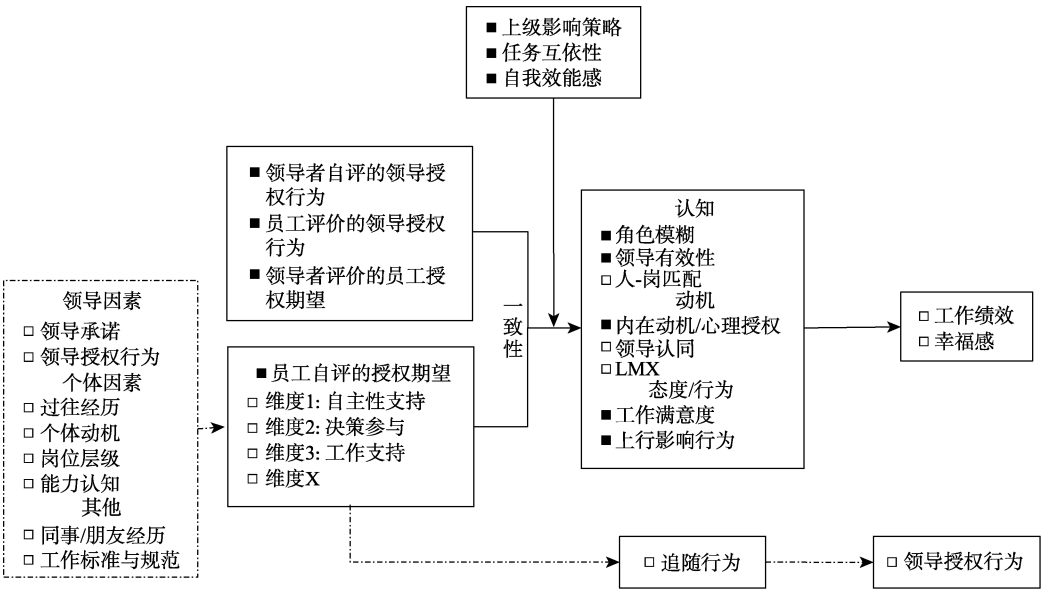 ■ 上级影响策略
■ 任务互依性
■ 自我效能感
■ 领导者自评的领导授
权行为
■ 员工评价的领导授权
行为
■ 领导者评价的员工授
权期望
领导因素
□ 领导承诺
□ 领导授权行为
个体因素
□ 过往经历
□ 个体动机
□ 岗位层级
□ 能力认知
其他
□ 同事/朋友经历
□ 工作标准与规范
■ 员工自评的授权期望
□ 维度1: 自主性支持
□ 维度2: 决策参与
□ 维度3: 工作支持
□ 维度X
一致性
认知
■ 角色模糊
■ 领导有效性
□ 人-岗匹配
动机
■ 内在动机/心理授权
□ 领导认同
□ LMX
态度/行为
■ 工作满意度
■ 上行影响行为
□ 工作绩效
□ 幸福感
□ 追随行为
□ 领导授权行为